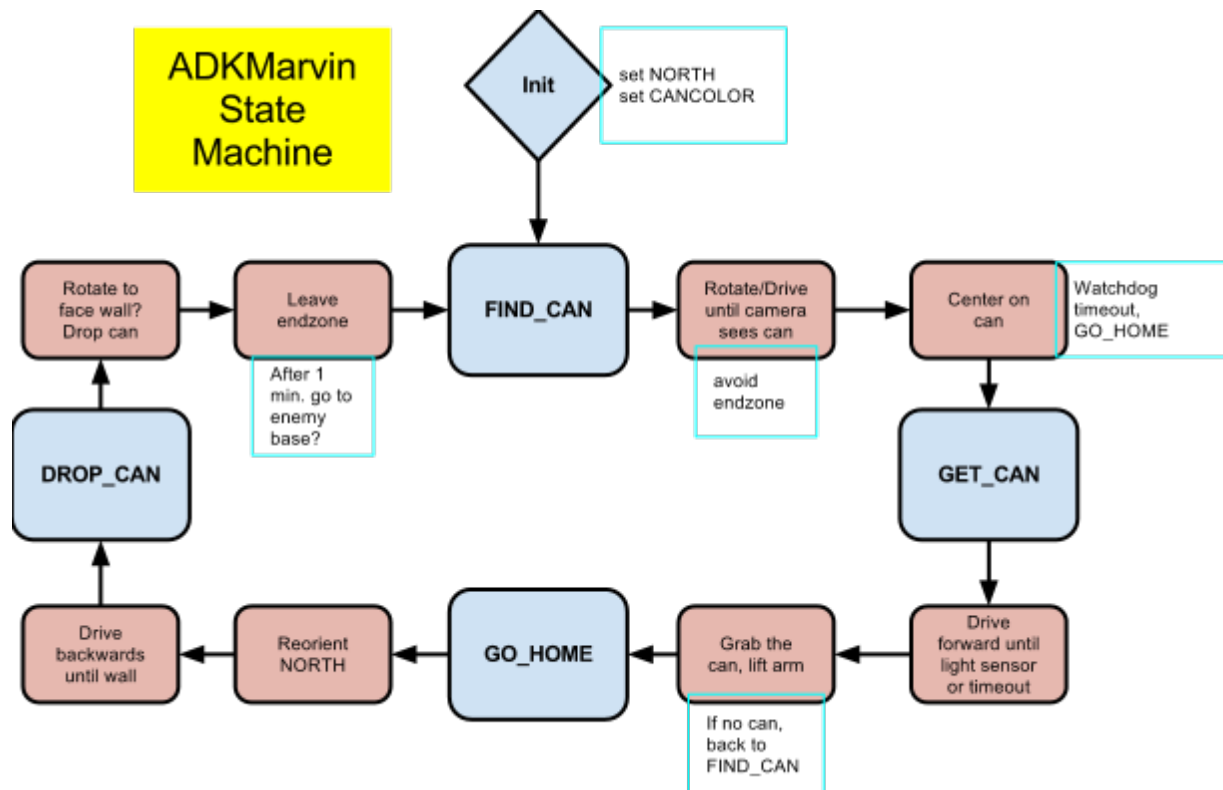 ADKMarvin
State
Machine
Init
set NORTH
set CANCOLOR
Rotate to
face wall?
Drop can
Leave
endzone
FIND_CAN
Rotate/Drive
until camera
sees can
Center on
can
Watchdog
timeout,
GO_HOME
After 1
min. go to
enemy
base?
avoid
endzone
DROP_CAN
GET_CAN
Drive
backwards
until wall
Reorient
NORTH
GO_HOME
Grab the
can, lift arm
Drive
forward until
light sensor
or timeout
If no can,
back to
FIND_CAN